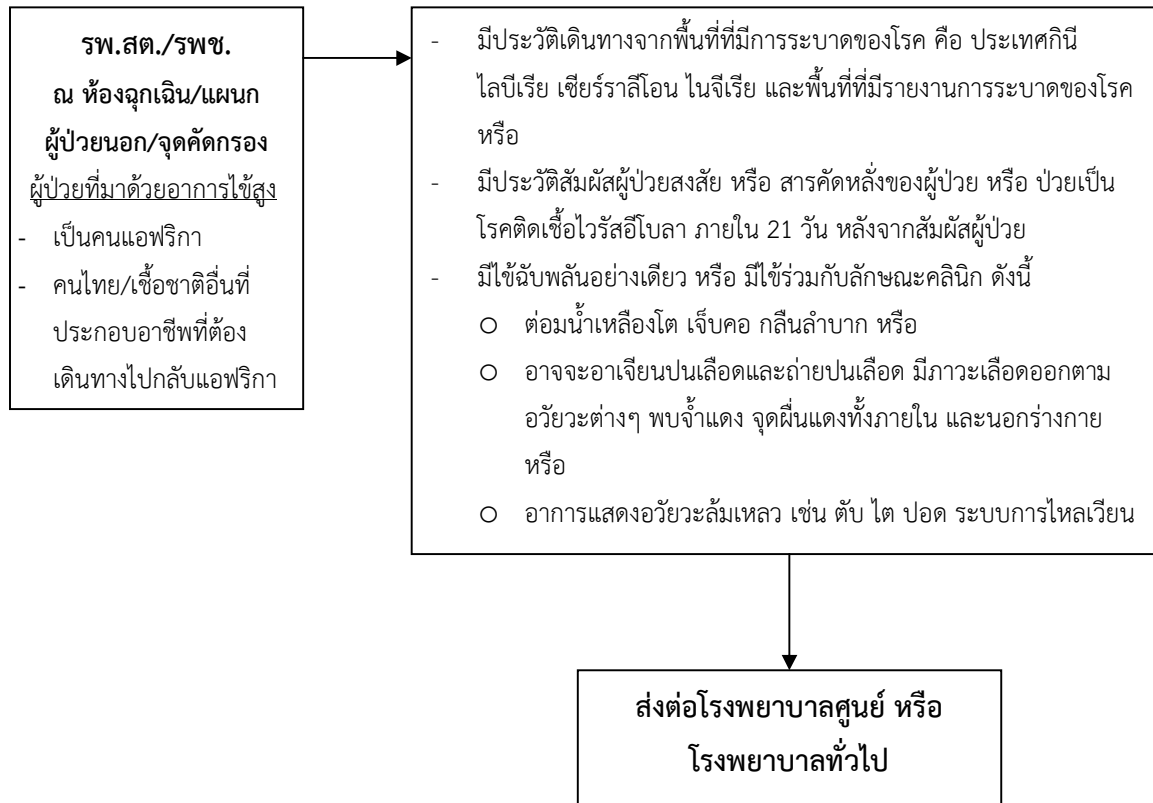 รพ.สต./รพช.
ณ ห้องฉุกเฉิน/แผนก
ผู้ป่วยนอก/จุดคัดกรอง
ผู้ป่วยที่มาด้วยอาการไข้สูง
- เป็นคนแอฟริกา
- คนไทย/เชื้อชาติอื่นที่
ประกอบอาชีพที่ต้อง
เดินทางไปกลับแอฟริกา
- มีประวัติเดินทางจากพื้นที่ที่มีการระบาดของโรค คือ ประเทศกินี
ไลบีเรีย เซียร์ราลีโอน ไนจีเรีย และพื้นที่ที่มีรายงานการระบาดของโรค
หรือ
- มีประวัติสัมผัสผู้ป่วยสงสัย หรือ สารคัดหลั่งของผู้ป่วย หรือ ป่วยเป็น
โรคติดเชื้อไวรัสอีโบลา ภายใน 21 วัน หลังจากสัมผัสผู้ป่วย
- มีไข้ฉับพลันอย่างเดียว หรือ มีไข้ร่วมกับลักษณะคลินิก ดังนี้
o ต่อมน้ำเหลืองโต เจ็บคอ กลืนลำบาก หรือ
o อาจจะอาเจียนปนเลือดและถ่ายปนเลือด มีภาวะเลือดออกตาม
อวัยวะต่างๆ พบจ้ำแดง จุดผื่นแดงทั้งภายใน และนอกร่างกาย
หรือ
o อาการแสดงอวัยวะล้มเหลว เช่น ตับ ไต ปอด ระบบการไหลเวียน
ส่งต่อโรงพยาบาลศูนย์ หรือ
โรงพยาบาลทั่วไป